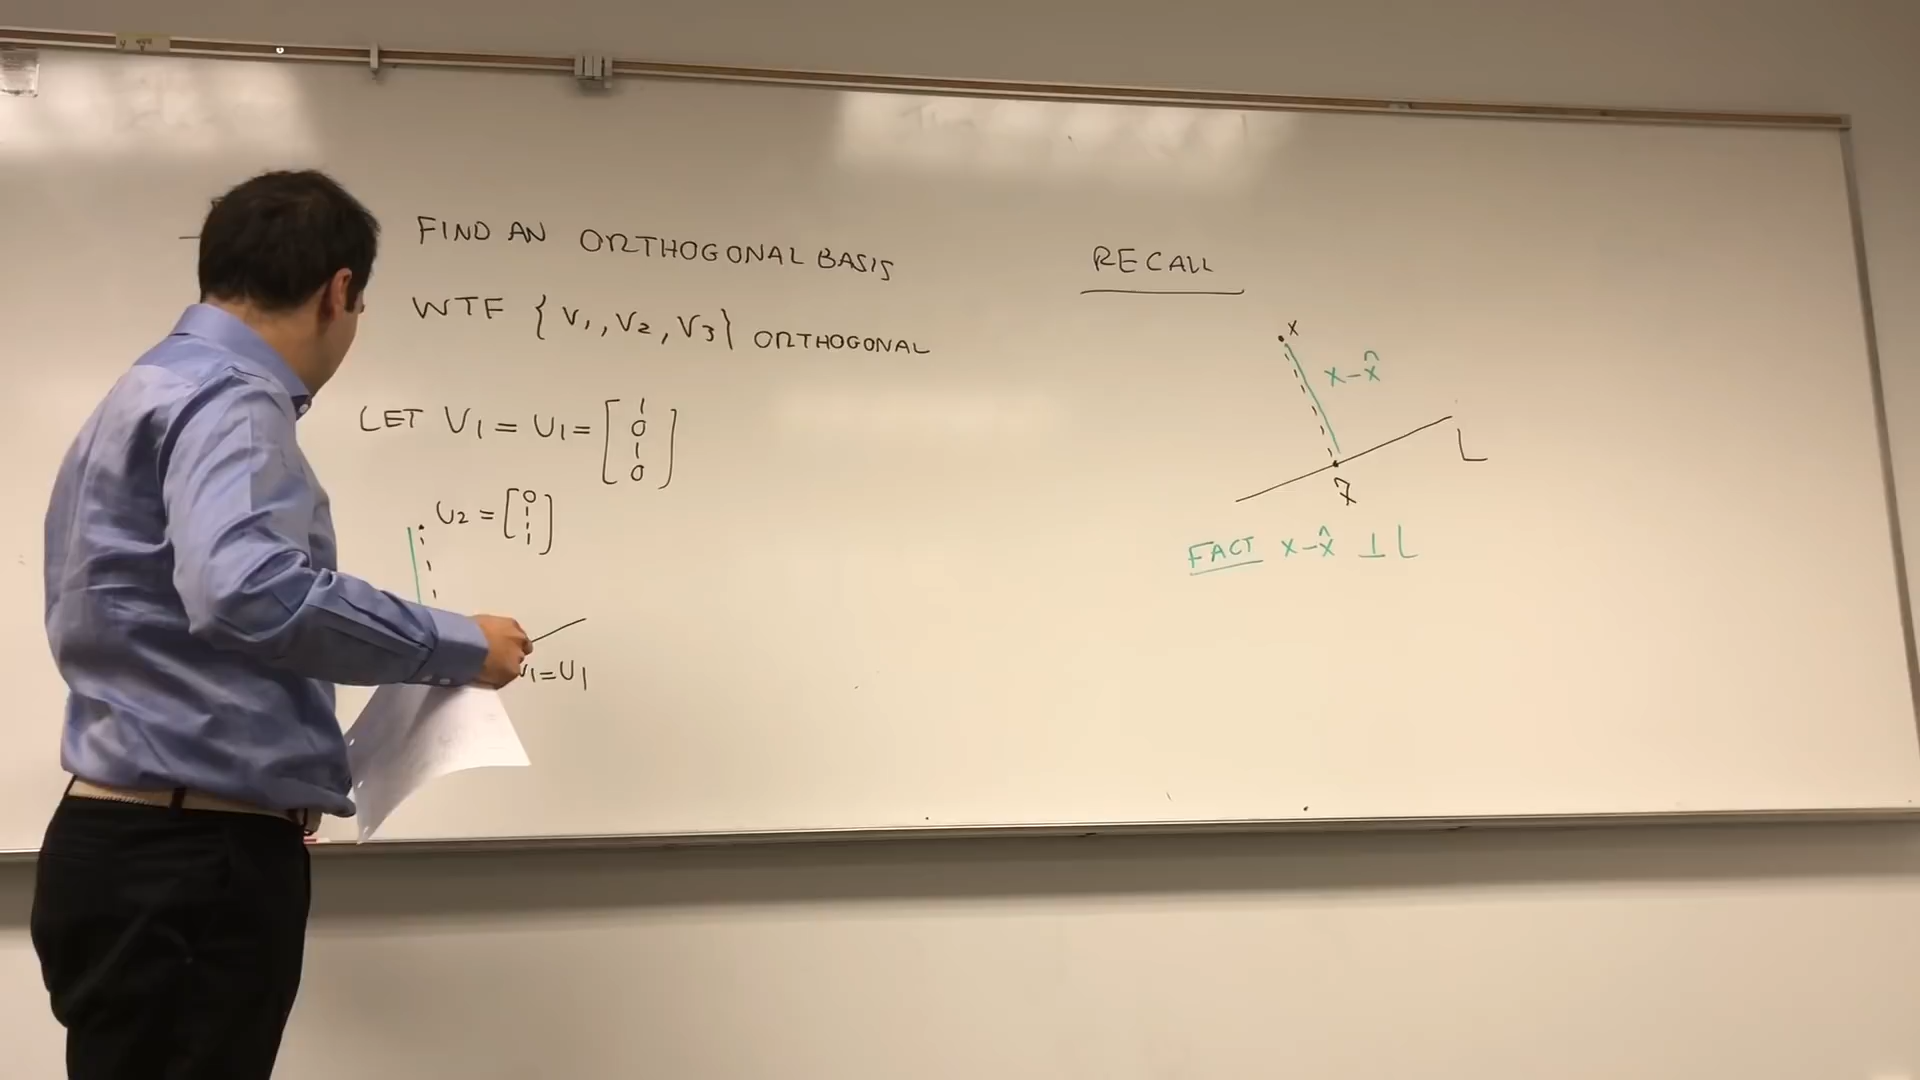 FIND AN ORTHOGONAL BASIS
WTF { V1, V2, V3 } ORTHOGONAL
LET V1 = U1 = [ 1 0 1 0 ]
U2 = [ 0 1 1 1 ]
V1 = U1
RECALL
x
x - x̂
L
x̂
FACT x - x̂ ⊥ L